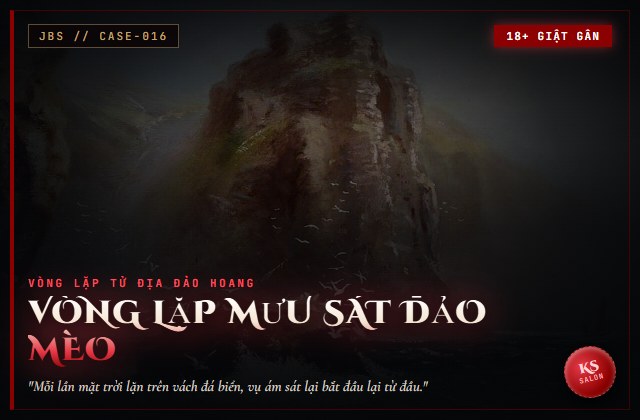 JBS // CASE-016
18+ GIẬT GÂN
VÒNG LẶP TỬ ĐỊA ĐẢO HOANG
VÒNG LẶP MƯU SÁT ĐẢO
MÈO
"Mỗi lần mặt trời lặn trên vách đá biển, vụ ám sát lại bắt đầu lại từ đầu."
KS
SALON